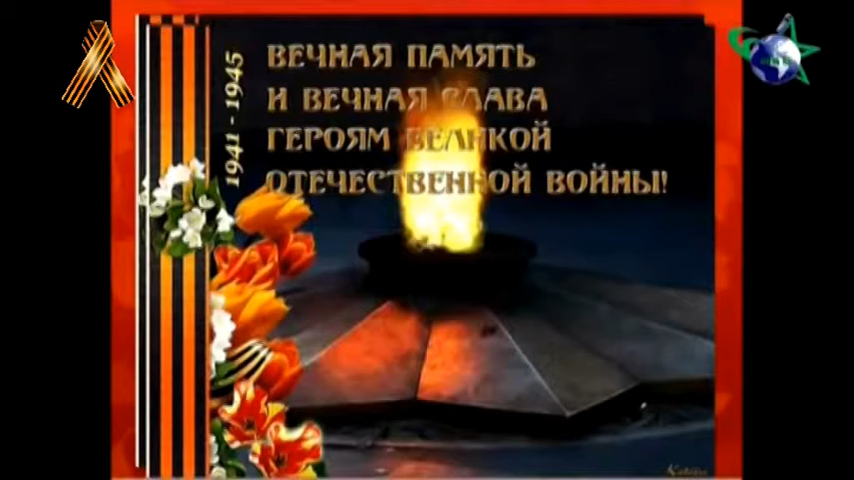 ВЕЧНАЯ ПАМЯТЬ
И ВЕЧНАЯ СЛАВА
ГЕРОЯМ ВЕЛИКОЙ
ОТЕЧЕСТВЕННОЙ ВОЙНЫ!
1941 - 1945